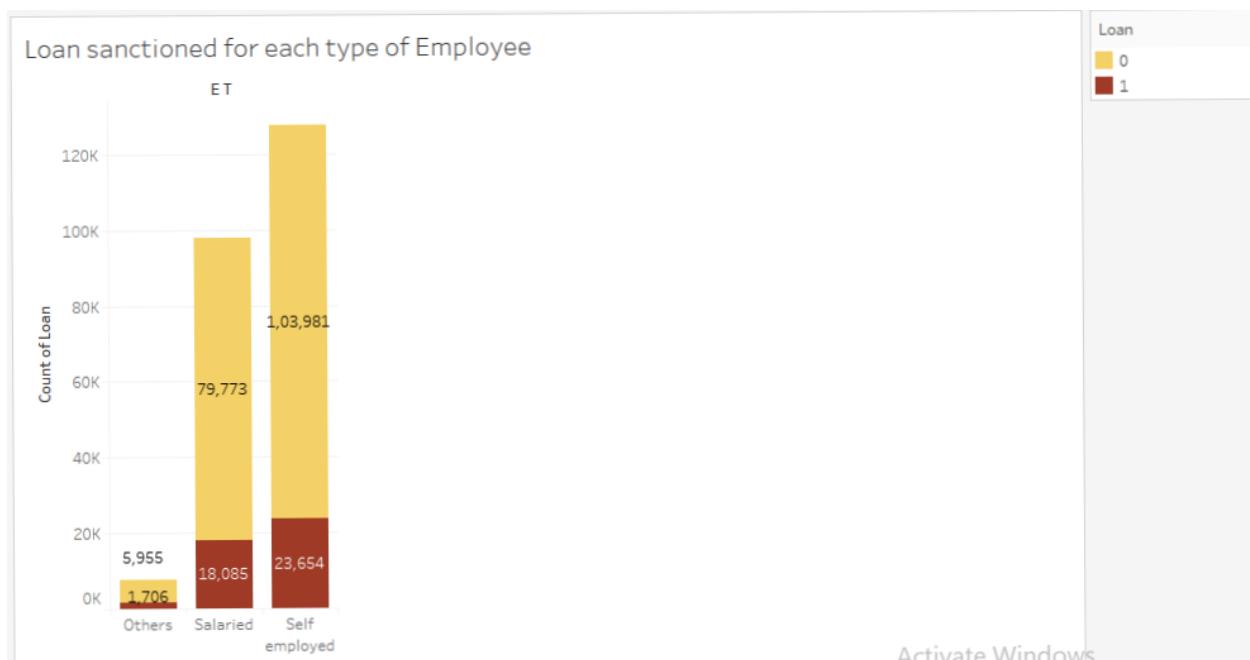 Loan sanctioned for each type of Employee
E T
Loan
0
1
120K
100K
80K
60K
40K
20K
0K
Count of Loan
1,03,981
79,773
5,955
1,706
18,085
23,654
Others
Salaried
Self
employed
Activate Windows